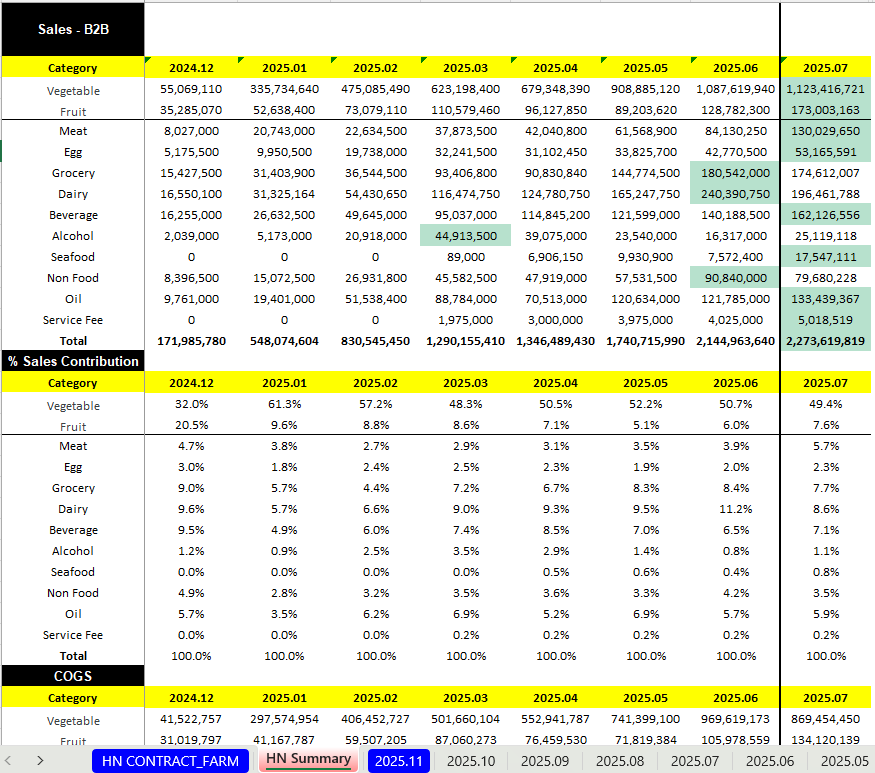 Sales - B2B
Category 2024.12 2025.01 2025.02 2025.03 2025.04 2025.05 2025.06 2025.07
Vegetable 55,069,110 335,734,640 475,085,490 623,198,400 679,348,390 908,885,120 1,087,619,940 1,123,416,721
Fruit 35,285,070 52,638,400 73,079,110 110,579,460 96,127,850 89,203,620 128,782,300 173,003,163
Meat 8,027,000 20,743,000 22,634,500 37,873,500 42,040,800 61,568,900 84,130,250 130,029,650
Egg 5,175,500 9,950,500 19,738,000 32,241,500 31,102,450 33,825,700 42,770,500 53,165,591
Grocery 15,427,500 31,403,900 36,544,500 93,406,800 90,830,840 144,774,500 180,542,000 174,612,007
Dairy 16,550,100 31,325,164 54,430,650 116,474,750 124,780,750 165,247,750 240,390,750 196,461,788
Beverage 16,255,000 26,632,500 49,645,000 95,037,000 114,845,200 121,599,000 140,188,500 162,126,556
Alcohol 2,039,000 5,173,000 20,918,000 44,913,500 39,075,000 23,540,000 16,317,000 25,119,118
Seafood 0 0 0 89,000 6,906,150 9,930,900 7,572,400 17,547,111
Non Food 8,396,500 15,072,500 26,931,800 45,582,500 47,919,000 57,531,500 90,840,000 79,680,228
Oil 9,761,000 19,401,000 51,538,400 88,784,000 70,513,000 120,634,000 121,785,000 133,439,367
Service Fee 0 0 0 1,975,000 3,000,000 3,975,000 4,025,000 5,018,519
Total 171,985,780 548,074,604 830,545,450 1,290,155,410 1,346,489,430 1,740,715,990 2,144,963,640 2,273,619,819
% Sales Contribution
Category 2024.12 2025.01 2025.02 2025.03 2025.04 2025.05 2025.06 2025.07
Vegetable 32.0% 61.3% 57.2% 48.3% 50.5% 52.2% 50.7% 49.4%
Fruit 20.5% 9.6% 8.8% 8.6% 7.1% 5.1% 6.0% 7.6%
Meat 4.7% 3.8% 2.7% 2.9% 3.1% 3.5% 3.9% 5.7%
Egg 3.0% 1.8% 2.4% 2.5% 2.3% 1.9% 2.0% 2.3%
Grocery 9.0% 5.7% 4.4% 7.2% 6.7% 8.3% 8.4% 7.7%
Dairy 9.6% 5.7% 6.6% 9.0% 9.3% 9.5% 11.2% 8.6%
Beverage 9.5% 4.9% 6.0% 7.4% 8.5% 7.0% 6.5% 7.1%
Alcohol 1.2% 0.9% 2.5% 3.5% 2.9% 1.4% 0.8% 1.1%
Seafood 0.0% 0.0% 0.0% 0.0% 0.5% 0.6% 0.4% 0.8%
Non Food 4.9% 2.8% 3.2% 3.5% 3.6% 3.3% 4.2% 3.5%
Oil 5.7% 3.5% 6.2% 6.9% 5.2% 6.9% 5.7% 5.9%
Service Fee 0.0% 0.0% 0.0% 0.2% 0.2% 0.2% 0.2% 0.2%
Total 100.0% 100.0% 100.0% 100.0% 100.0% 100.0% 100.0% 100.0%
COGS
Category 2024.12 2025.01 2025.02 2025.03 2025.04 2025.05 2025.06 2025.07
Vegetable 41,522,757 297,574,954 406,452,727 501,660,104 552,941,787 741,399,100 969,619,173 869,454,450
Fruit 31,019,797 41,167,787 59,507,205 87,060,273 76,459,530 71,819,384 105,978,559 134,120,139
HN CONTRACT_FARM HN Summary 2025.11 2025.10 2025.09 2025.08 2025.07 2025.06 2025.05